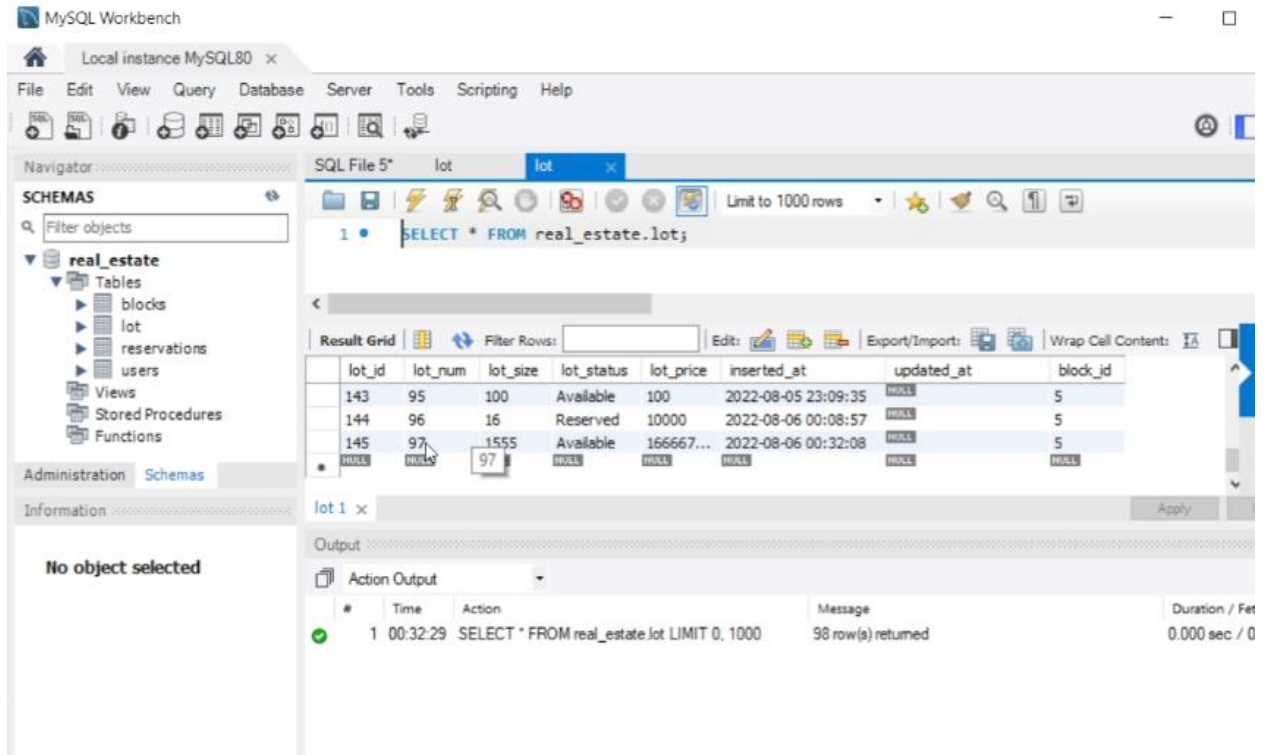 MySQL Workbench
Local instance MySQL80
File Edit View Query Database Server Tools Scripting Help
Navigator
SCHEMAS
Filter objects
real_estate
Tables
blocks
lot
reservations
users
Views
Stored Procedures
Functions
Administration Schemas
Information
No object selected
SQL File 5* lot lot
Limit to 1000 rows
1 SELECT * FROM real_estate.lot;
Result Grid Filter Rows: Edit: Export/Import: Wrap Cell Content:
lot_id lot_num lot_size lot_status lot_price inserted_at updated_at block_id
143 95 100 Available 100 2022-08-05 23:09:35 NULL 5
144 96 16 Reserved 10000 2022-08-06 00:08:57 NULL 5
145 97 1555 Available 166667... 2022-08-06 00:32:08 NULL 5
NULL NULL NULL NULL NULL NULL NULL
97
lot 1 Apply
Output
Action Output
# Time Action Message Duration / Fet
1 00:32:29 SELECT * FROM real_estate.lot LIMIT 0, 1000 98 row(s) returned 0.000 sec / 0